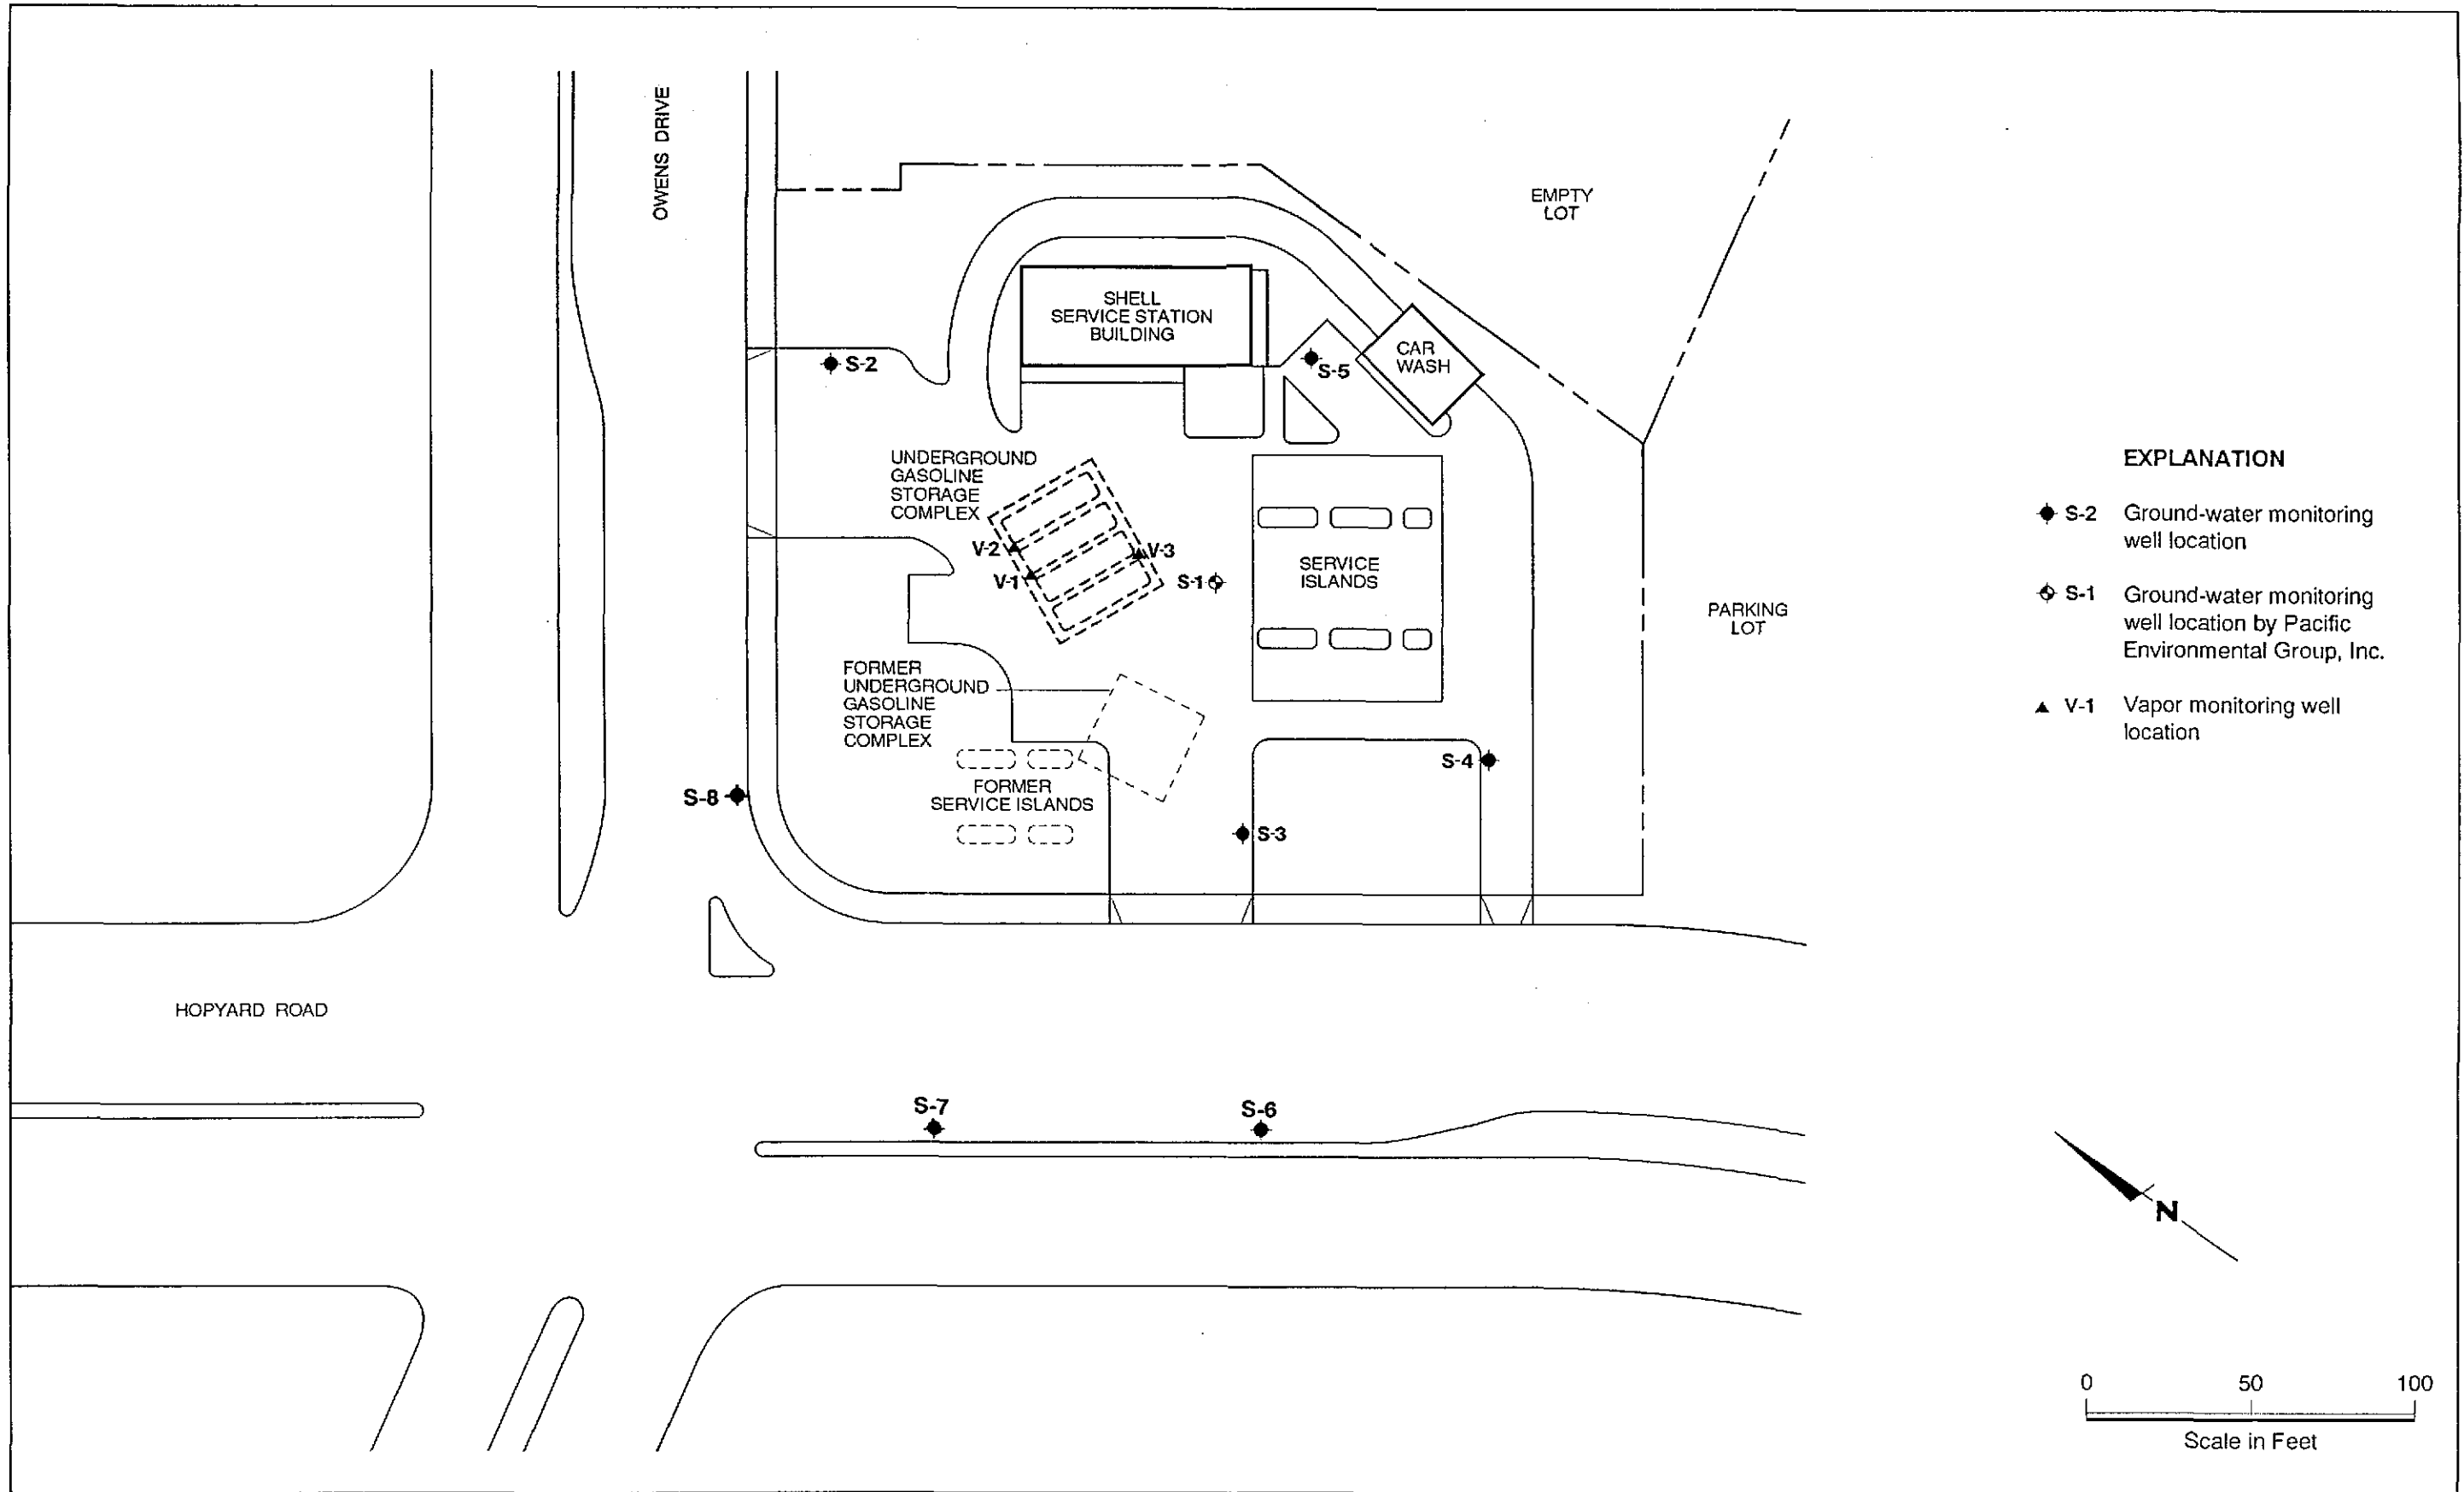 OWENS DRIVE
EMPTY
LOT
SHELL
SERVICE STATION
BUILDING
CAR
WASH
S-2
S-5
UNDERGROUND
GASOLINE
STORAGE
COMPLEX
V-2
V-3
V-1
S-1
SERVICE
ISLANDS
PARKING
LOT
FORMER
UNDERGROUND
GASOLINE
STORAGE
COMPLEX
FORMER
SERVICE ISLANDS
S-4
S-8
S-3
HOPYARD ROAD
S-7
S-6
EXPLANATION
S-2 Ground-water monitoring
well location
S-1 Ground-water monitoring
well location by Pacific
Environmental Group, Inc.
V-1 Vapor monitoring well
location
N
0 50 100
Scale in Feet